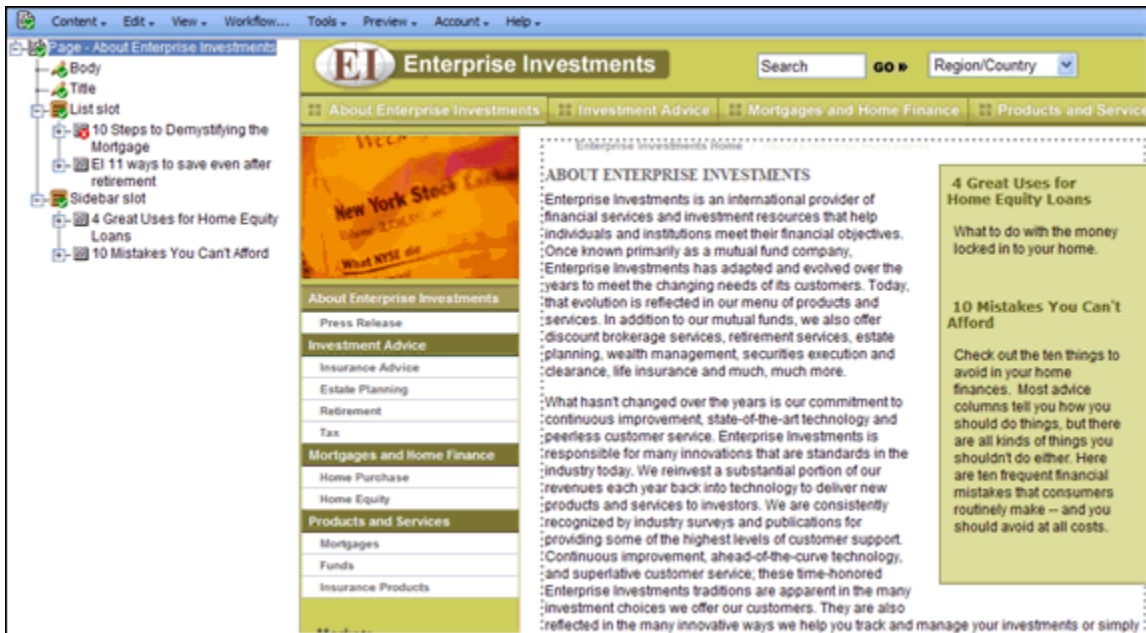 Content Edit View Workflow... Tools Preview Account Help
Page - About Enterprise Investments
Body
Title
List slot
10 Steps to Demystifying the
Mortgage
EI 11 ways to save even after
retirement
Sidebar slot
4 Great Uses for Home Equity
Loans
10 Mistakes You Can't Afford
EI Enterprise Investments
Search GO Region/Country
About Enterprise Investments Investment Advice Mortgages and Home Finance Products and Servic
New York Stock
What NYSE
About Enterprise Investments
Press Release
Investment Advice
Insurance Advice
Estate Planning
Retirement
Tax
Mortgages and Home Finance
Home Purchase
Home Equity
Products and Services
Mortgages
Funds
Insurance Products
Enterprise Investments Home About Enterprise Investments
ABOUT ENTERPRISE INVESTMENTS
Enterprise Investments is an international provider of
financial services and investment resources that help
individuals and institutions meet their financial objectives.
Once known primarily as a mutual fund company,
Enterprise Investments has adapted and evolved over the
years to meet the changing needs of its customers. Today,
that evolution is reflected in our menu of products and
services. In addition to our mutual funds, we also offer
discount brokerage services, retirement services, estate
planning, wealth management, securities execution and
clearance, life insurance and much, much more.
What hasn't changed over the years is our commitment to
continuous improvement, state-of-the-art technology and
peerless customer service. Enterprise Investments is
responsible for many innovations that are standards in the
industry today. We reinvest a substantial portion of our
revenues each year back into technology to deliver new
products and services to investors. We are consistently
recognized by industry surveys and publications for
providing some of the highest levels of customer support.
Continuous improvement, ahead-of-the-curve technology,
and superlative customer service; these time-honored
Enterprise Investments traditions are apparent in the many
investment choices we offer our customers. They are also
reflected in the many innovative ways we help you track and manage your investments or simply
4 Great Uses for
Home Equity Loans
What to do with the money
locked in to your home.
10 Mistakes You Can't
Afford
Check out the ten things to
avoid in your home
finances. Most advice
columns tell you how you
should do things, but there
are all kinds of things you
shouldn't do either. Here
are ten frequent financial
mistakes that consumers
routinely make -- and you
should avoid at all costs.